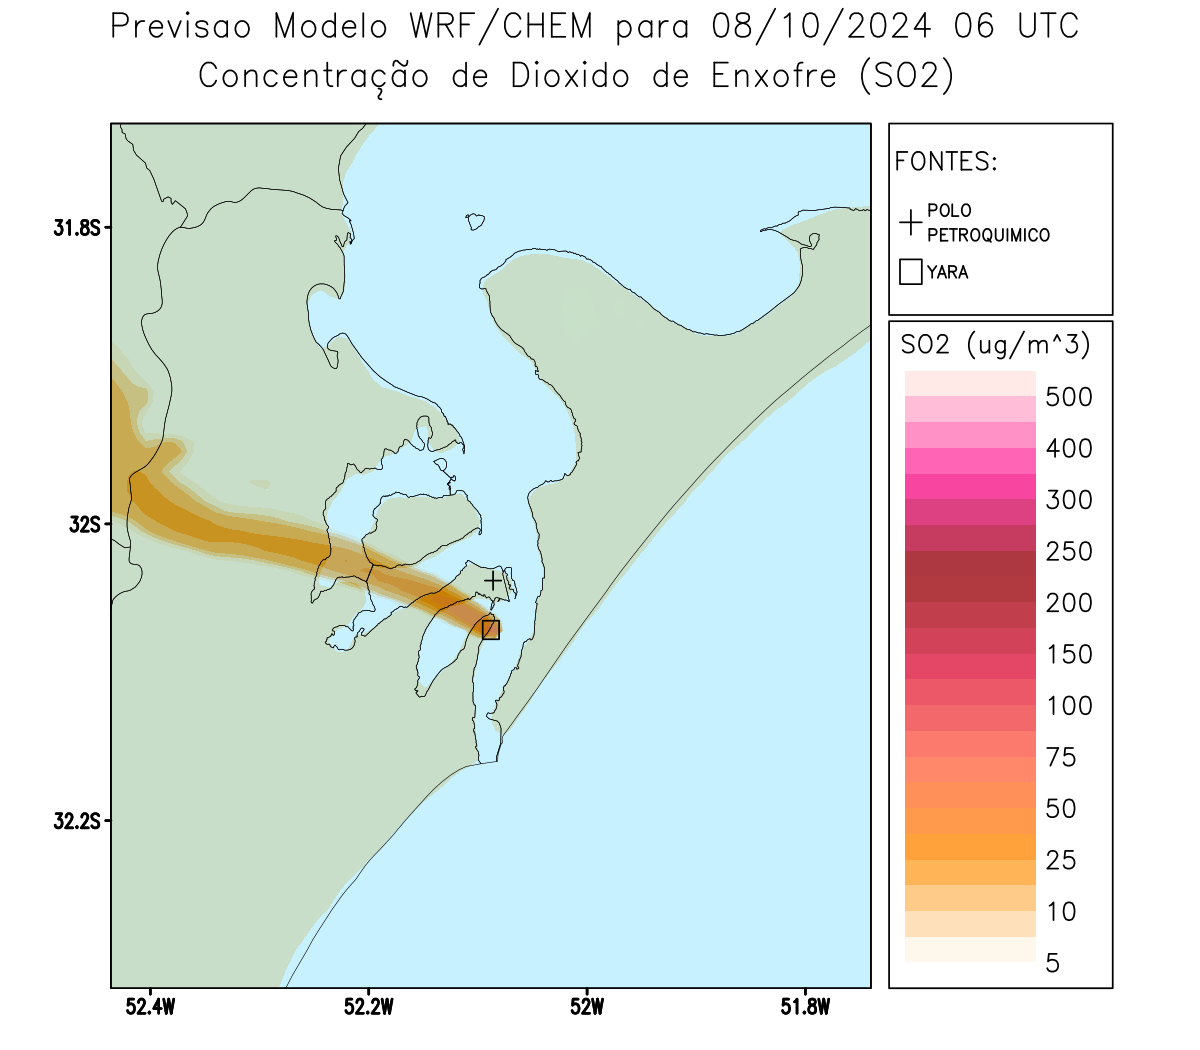 Previsao Modelo WRF/CHEM para 08/10/2024 06 UTC
Concentração de Dioxido de Enxofre (SO2)
FONTES:
POLO
PETROQUIMICO
YARA
SO2 (ug/m^3)
500
400
300
250
200
150
100
75
50
25
10
5
31.8S
32S
32.2S
52.4W
52.2W
52W
51.8W